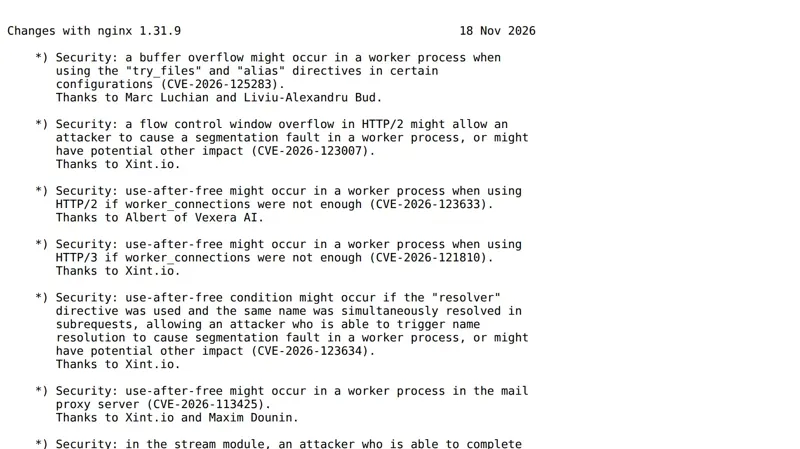 Changes with nginx 1.31.9                                        18 Nov 2026
*) Security: a buffer overflow might occur in a worker process when
using the "try_files" and "alias" directives in certain
configurations (CVE-2026-125283).
Thanks to Marc Luchian and Liviu-Alexandru Bud.
*) Security: a flow control window overflow in HTTP/2 might allow an
attacker to cause a segmentation fault in a worker process, or might
have potential other impact (CVE-2026-123007).
Thanks to Xint.io.
*) Security: use-after-free might occur in a worker process when using
HTTP/2 if worker_connections were not enough (CVE-2026-123633).
Thanks to Albert of Vexera AI.
*) Security: use-after-free might occur in a worker process when using
HTTP/3 if worker_connections were not enough (CVE-2026-121810).
Thanks to Xint.io.
*) Security: use-after-free condition might occur if the "resolver"
directive was used and the same name was simultaneously resolved in
subrequests, allowing an attacker who is able to trigger name
resolution to cause segmentation fault in a worker process, or might
have potential other impact (CVE-2026-123634).
Thanks to Xint.io.
*) Security: use-after-free might occur in a worker process in the mail
proxy server (CVE-2026-113425).
Thanks to Xint.io and Maxim Dounin.
*) Security: in the stream module, an attacker who is able to complete